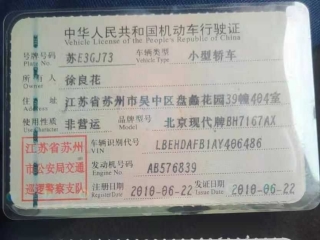 中华人民共和国机动车行驶证
Vehicle License of the People's Republic of China
号牌号码 苏E3GJ73 车辆类型 小型轿车
Plate No. Vehicle Type
所有人 徐良花
Owner
住址 江苏省苏州市吴中区盘蠡花园39幢404室
Address
使用性质 非营运 品牌型号 北京现代牌BH7167AX
Use Character Model
江苏省苏州
市公安局交通
巡逻警察支队
车辆识别代号 LBEHDAFB1AY406486
VIN
发动机号码 AB576839
Engine No.
注册日期 2010-06-22 发证日期 2010-06-22
Register Date Issue Date